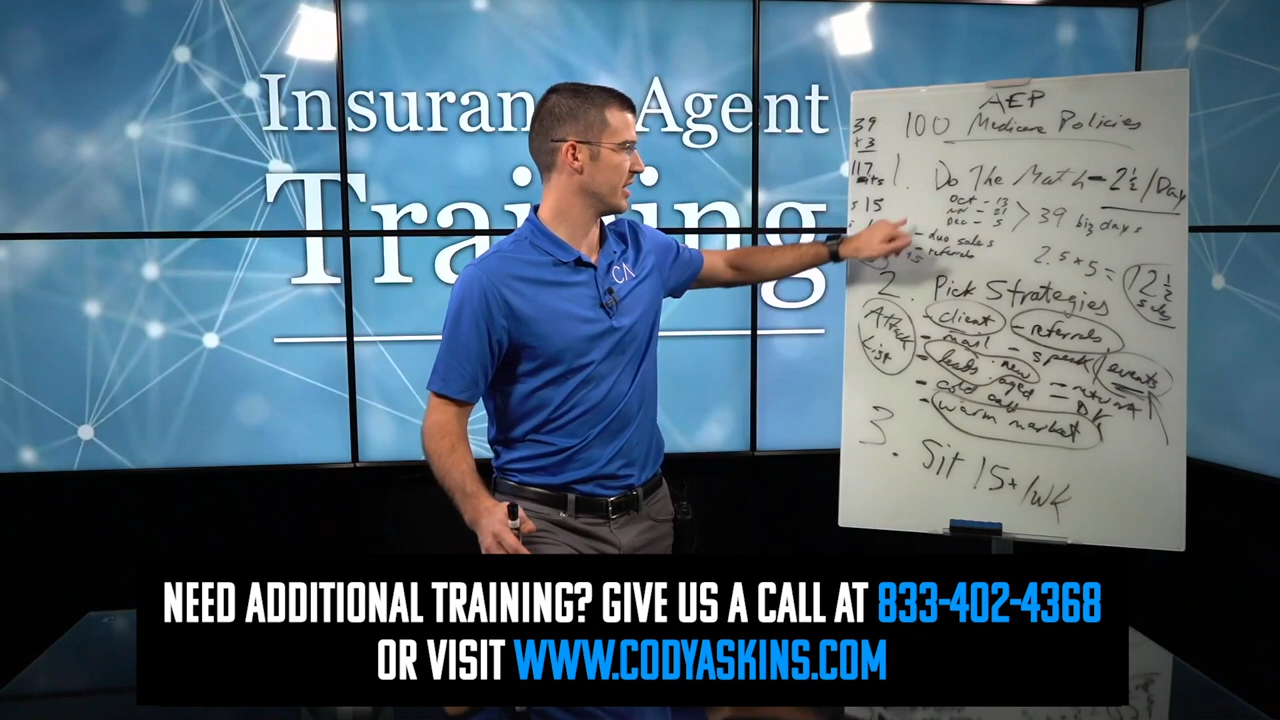 Insurance Agent
Training
CA
AEP
100 Medicare Policies
39
x3
117
1. Do The Math - 2½/Day
Oct - 13
Nov - 21
Dec - 5
> 39 biz days
15
- duo sales
- referrals
2.5 x 5 = 12½
sales
2. Pick Strategies
Attack
List
- client
- referrals
- mail
- speak
events
- leads new
aged
- return
- cold call
- warm market
3. Sit 15+/wk
NEED ADDITIONAL TRAINING? GIVE US A CALL AT 833-402-4368
OR VISIT WWW.CODYASKINS.COM